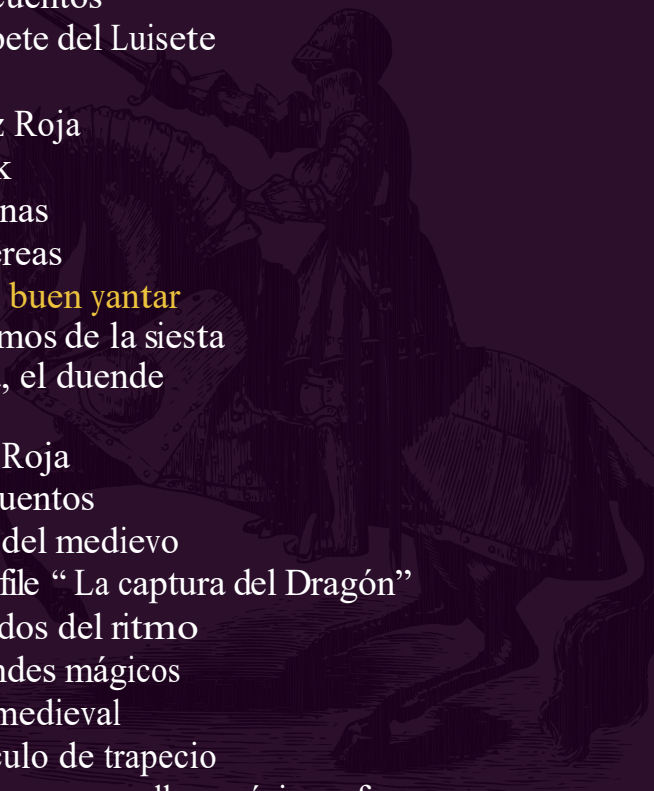 cuentos
pete del Luisete
z Roja
k
nas
ereas
buen yantar
mos de la siesta
, el duende
Roja
uentos
del medievo
file “ La captura del Dragón”
dos del ritmo
ndes mágicos
medieval
culo de trapecio